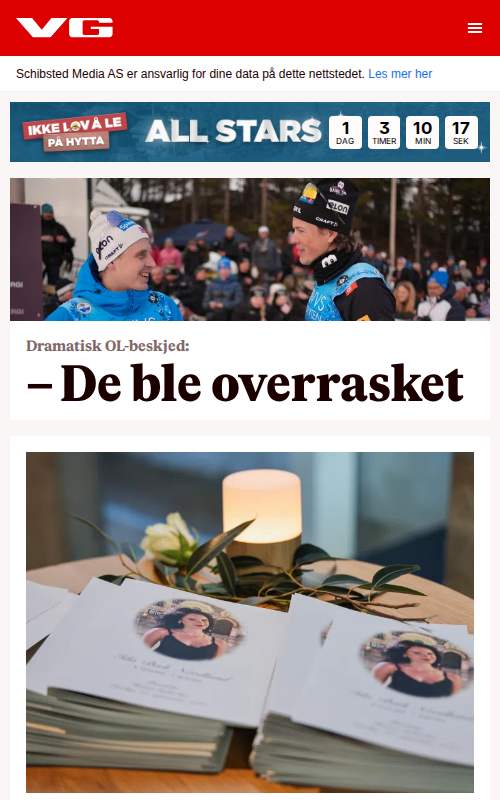 VG
Schibsted Media AS er ansvarlig for dine data på dette nettstedet. Les mer her
IKKE LOV Å LE
PÅ HYTTA
ALL STARS
1 3 10 17
DAG TIMER MIN SEK
Dramatisk OL-beskjed:
– De ble overrasket